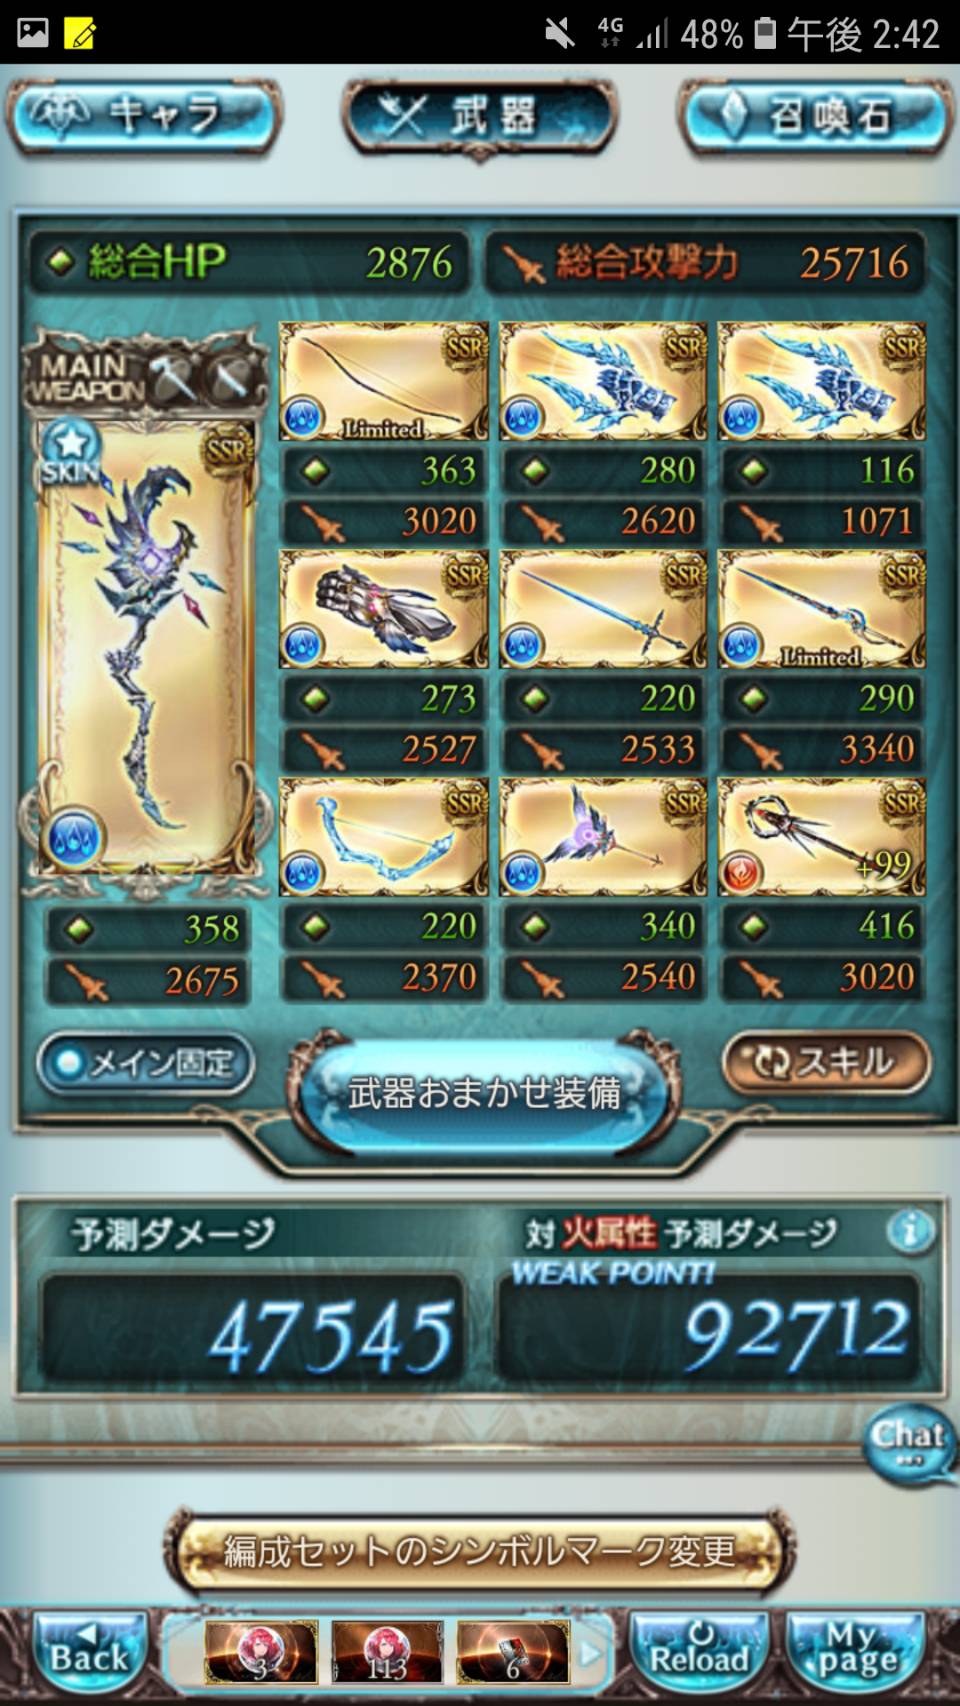 4G 48% 午後 2:42
キャラ 武器 召喚石
総合HP 2876 総合攻撃力 25716
MAIN WEAPON
SKIN SSR
SSR Limited SSR SSR
363 280 116
3020 2620 1071
SSR SSR SSR Limited
273 220 290
2527 2533 3340
SSR SSR SSR +99
358 220 340 416
2675 2370 2540 3020
メイン固定 武器おまかせ装備 スキル
予測ダメージ 対 火属性 予測ダメージ
WEAK POINT!
47545 92712
Chat
編成セットのシンボルマーク変更
Back 3 113 6 Reload My page